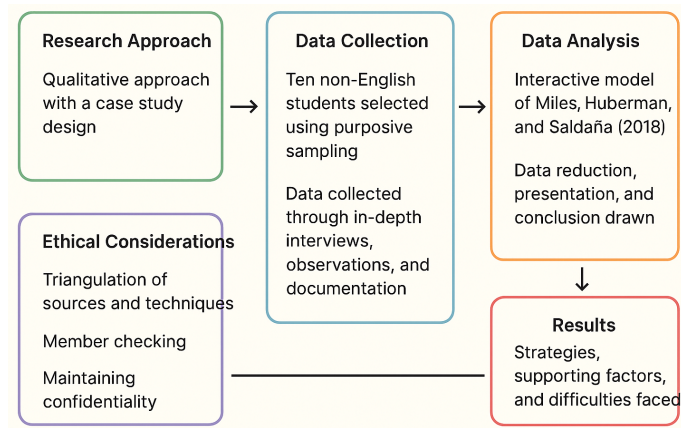 Research Approach
Qualitative approach
with a case study
design
Data Collection
Ten non-English
students selected
using purposive
sampling
Data collected
through in-depth
interviews,
observations, and
documentation
Data Analysis
Interactive model
of Miles, Huberman,
and Saldaña (2018)
Data reduction,
presentation, and
conclusion drawn
Ethical Considerations
Triangulation of
sources and techniques
Member checking
Maintaining
confidentiality
Results
Strategies,
supporting factors,
and difficulties faced